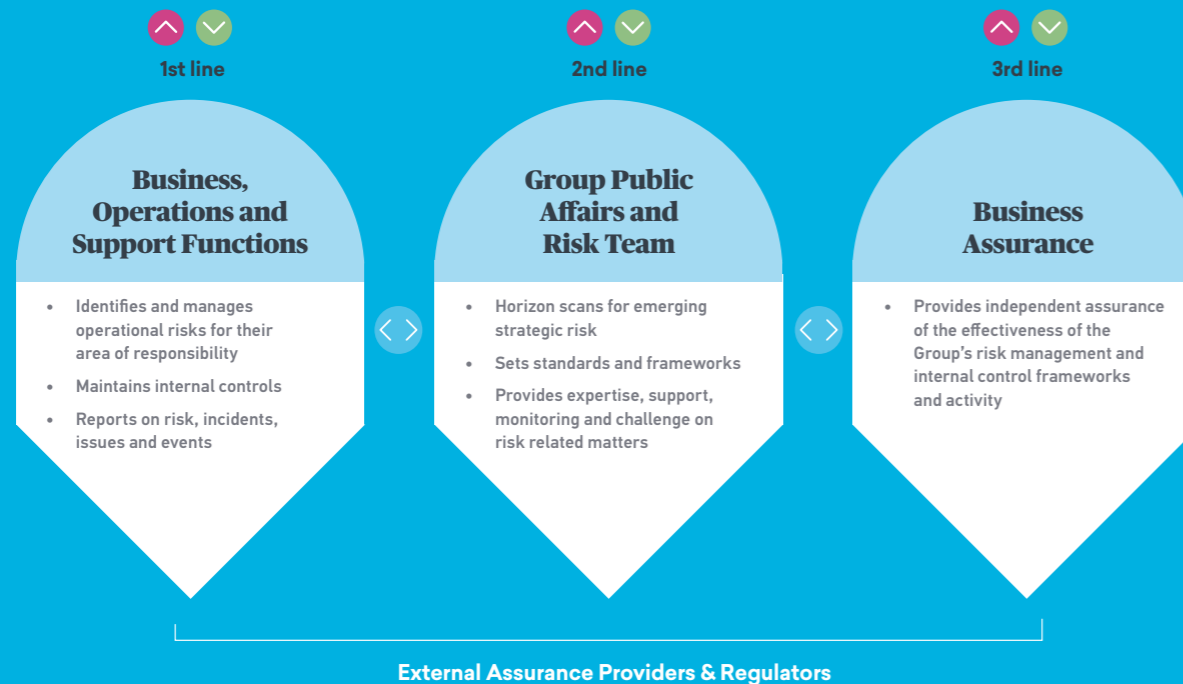 1st line
2nd line
3rd line
Business,
Operations and
Support Functions
• Identifies and manages
operational risks for their
area of responsibility
• Maintains internal controls
• Reports on risk, incidents,
issues and events
Group Public
Affairs and
Risk Team
• Horizon scans for emerging
strategic risk
• Sets standards and frameworks
• Provides expertise, support,
monitoring and challenge on
risk related matters
Business
Assurance
• Provides independent assurance
of the effectiveness of the
Group's risk management and
internal control frameworks
and activity
External Assurance Providers & Regulators